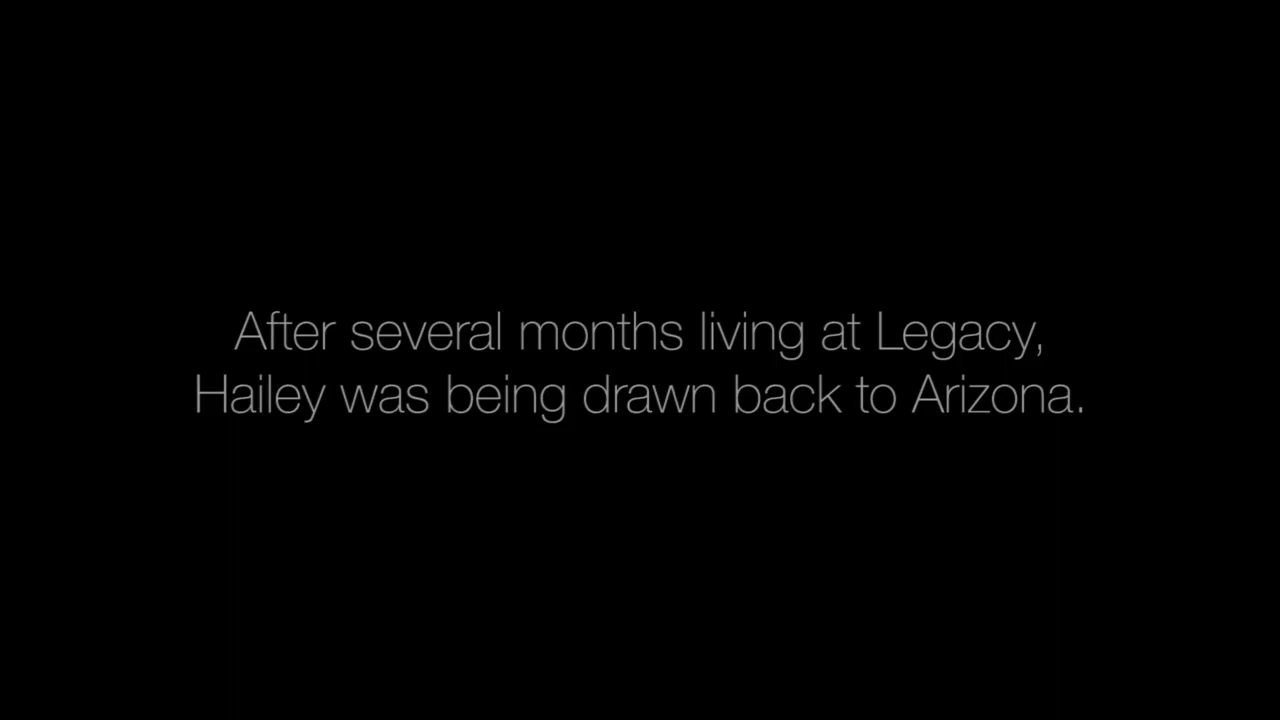 After several months living at Legacy,
Hailey was being drawn back to Arizona.